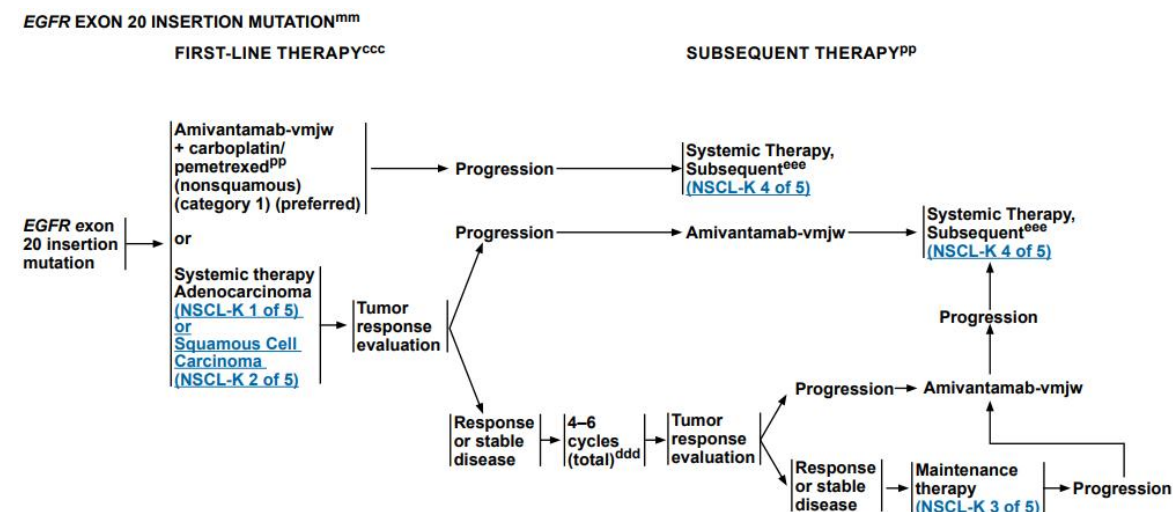 EGFR EXON 20 INSERTION MUTATIONmm
FIRST-LINE THERAPYccc
SUBSEQUENT THERAPYpp
EGFR exon
20 insertion
mutation
Amivantamab-vmjw
+ carboplatin/
pemetrexedpp
(nonsquamous)
(category 1) (preferred)
or
Systemic therapy
Adenocarcinoma
(NSCL-K 1 of 5)
or
Squamous Cell
Carcinoma
(NSCL-K 2 of 5)
Progression
Systemic Therapy,
Subsequenteee
(NSCL-K 4 of 5)
Tumor
response
evaluation
Progression
Amivantamab-vmjw
Systemic Therapy,
Subsequenteee
(NSCL-K 4 of 5)
Response
or stable
disease
4–6
cycles
(total)ddd
Tumor
response
evaluation
Progression
Amivantamab-vmjw
Progression
Response
or stable
disease
Maintenance
therapy
(NSCL-K 3 of 5)
Progression